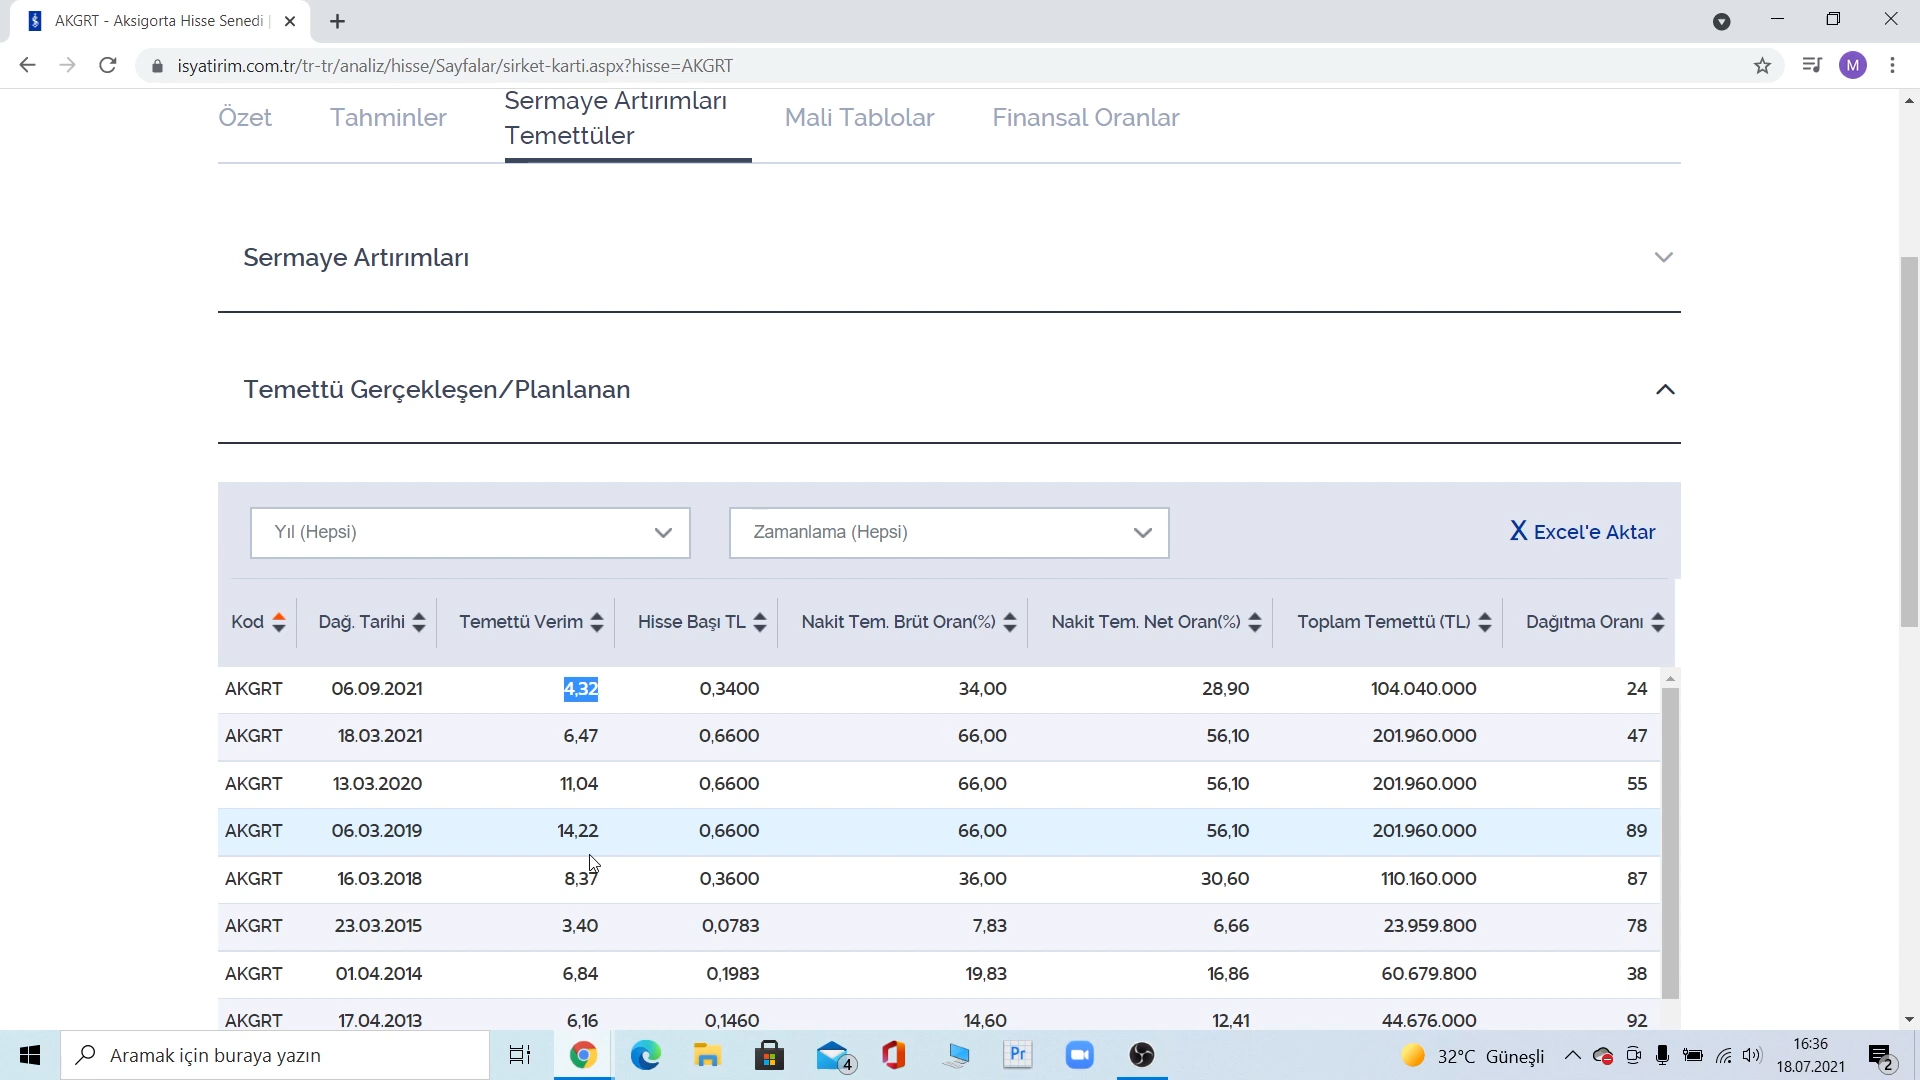 AKGRT - Aksigorta Hisse Senedi
isyatirim.com.tr/tr-tr/analiz/hisse/Sayfalar/sirket-karti.aspx?hisse=AKGRT
M
Özet
Tahminler
Sermaye Artırımları
Temettüler
Mali Tablolar
Finansal Oranlar
Sermaye Artırımları
Temettü Gerçekleşen/Planlanan
Yıl (Hepsi)
Zamanlama (Hepsi)
X Excel'e Aktar
Kod Dağ. Tarihi Temettü Verim Hisse Başı TL Nakit Tem. Brüt Oran(%) Nakit Tem. Net Oran(%) Toplam Temettü (TL) Dağıtma Oranı
AKGRT 06.09.2021 4,32 0,3400 34,00 28,90 104.040.000 24
AKGRT 18.03.2021 6,47 0,6600 66,00 56,10 201.960.000 47
AKGRT 13.03.2020 11,04 0,6600 66,00 56,10 201.960.000 55
AKGRT 06.03.2019 14,22 0,6600 66,00 56,10 201.960.000 89
AKGRT 16.03.2018 8,37 0,3600 36,00 30,60 110.160.000 87
AKGRT 23.03.2015 3,40 0,0783 7,83 6,66 23.959.800 78
AKGRT 01.04.2014 6,84 0,1983 19,83 16,86 60.679.800 38
AKGRT 17.04.2013 6,16 0,1460 14,60 12,41 44.676.000 92
Aramak için buraya yazın
4
Pr
32°C Güneşli
16:36
18.07.2021
2